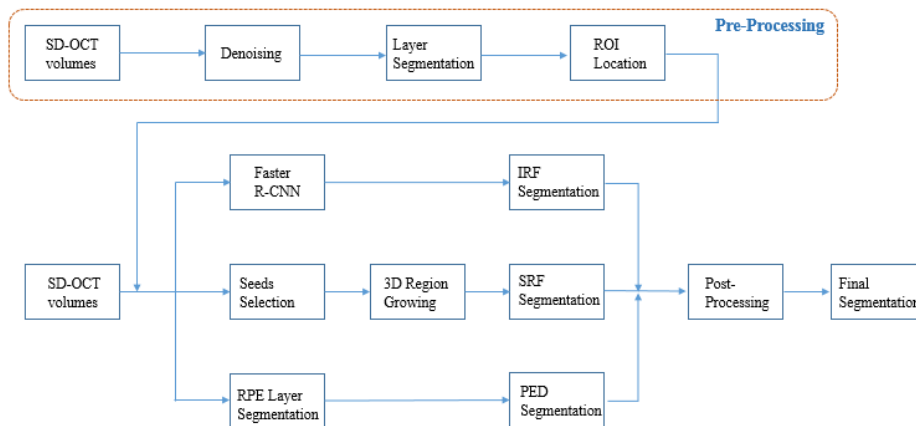 Pre-Processing
SD-OCT
volumes
Denoising
Layer
Segmentation
ROI
Location
Faster
R-CNN
IRF
Segmentation
SD-OCT
volumes
Seeds
Selection
3D Region
Growing
SRF
Segmentation
Post-
Processing
Final
Segmentation
RPE Layer
Segmentation
PED
Segmentation